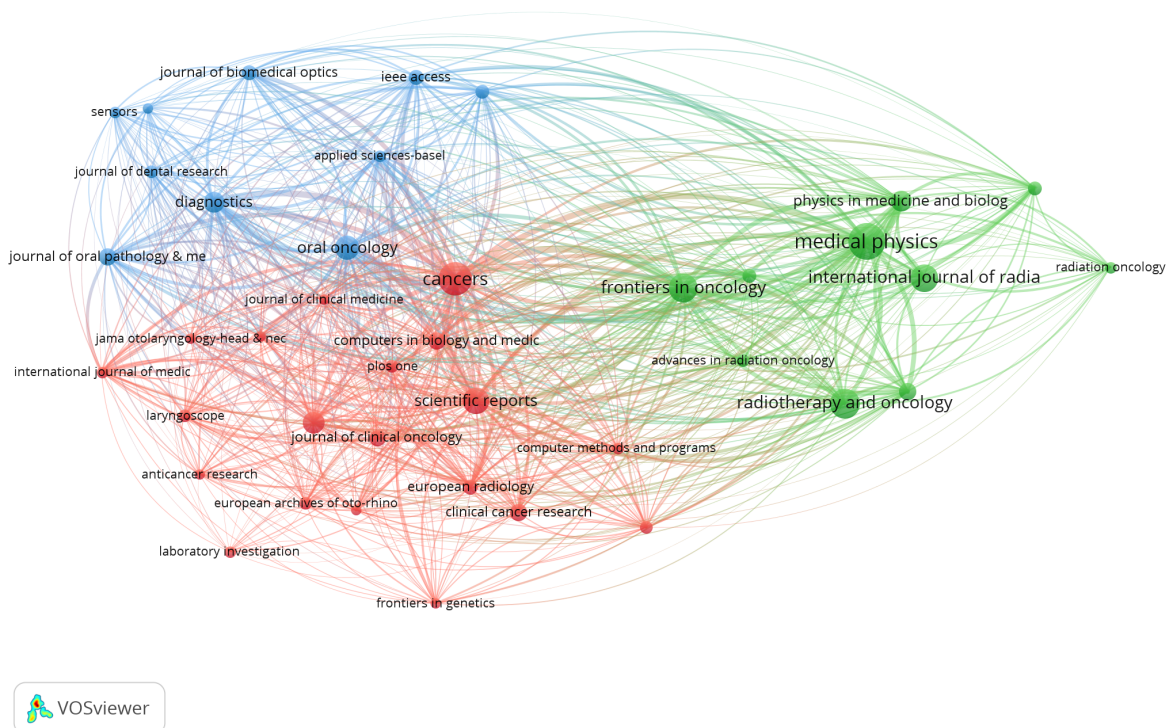 journal of biomedical optics
ieee access
sensors
applied sciences-basel
journal of dental research
diagnostics
physics in medicine and biolog
medical physics
oral oncology
journal of oral pathology & me
radiation oncology
cancers
international journal of radia
frontiers in oncology
journal of clinical medicine
jama otolaryngology-head & nec
computers in biology and medic
advances in radiation oncology
plos one
international journal of medic
scientific reports
radiotherapy and oncology
laryngoscope
journal of clinical oncology
computer methods and programs
anticancer research
european radiology
european archives of oto-rhino
clinical cancer research
laboratory investigation
frontiers in genetics
VOSviewer